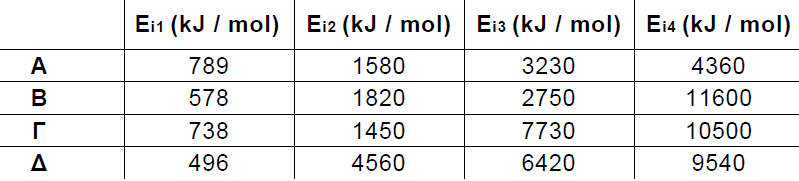 Ei1 (kJ / mol) Ei2 (kJ / mol) Ei3 (kJ / mol) Ei4 (kJ / mol)
Α 789 1580 3230 4360
Β 578 1820 2750 11600
Γ 738 1450 7730 10500
Δ 496 4560 6420 9540